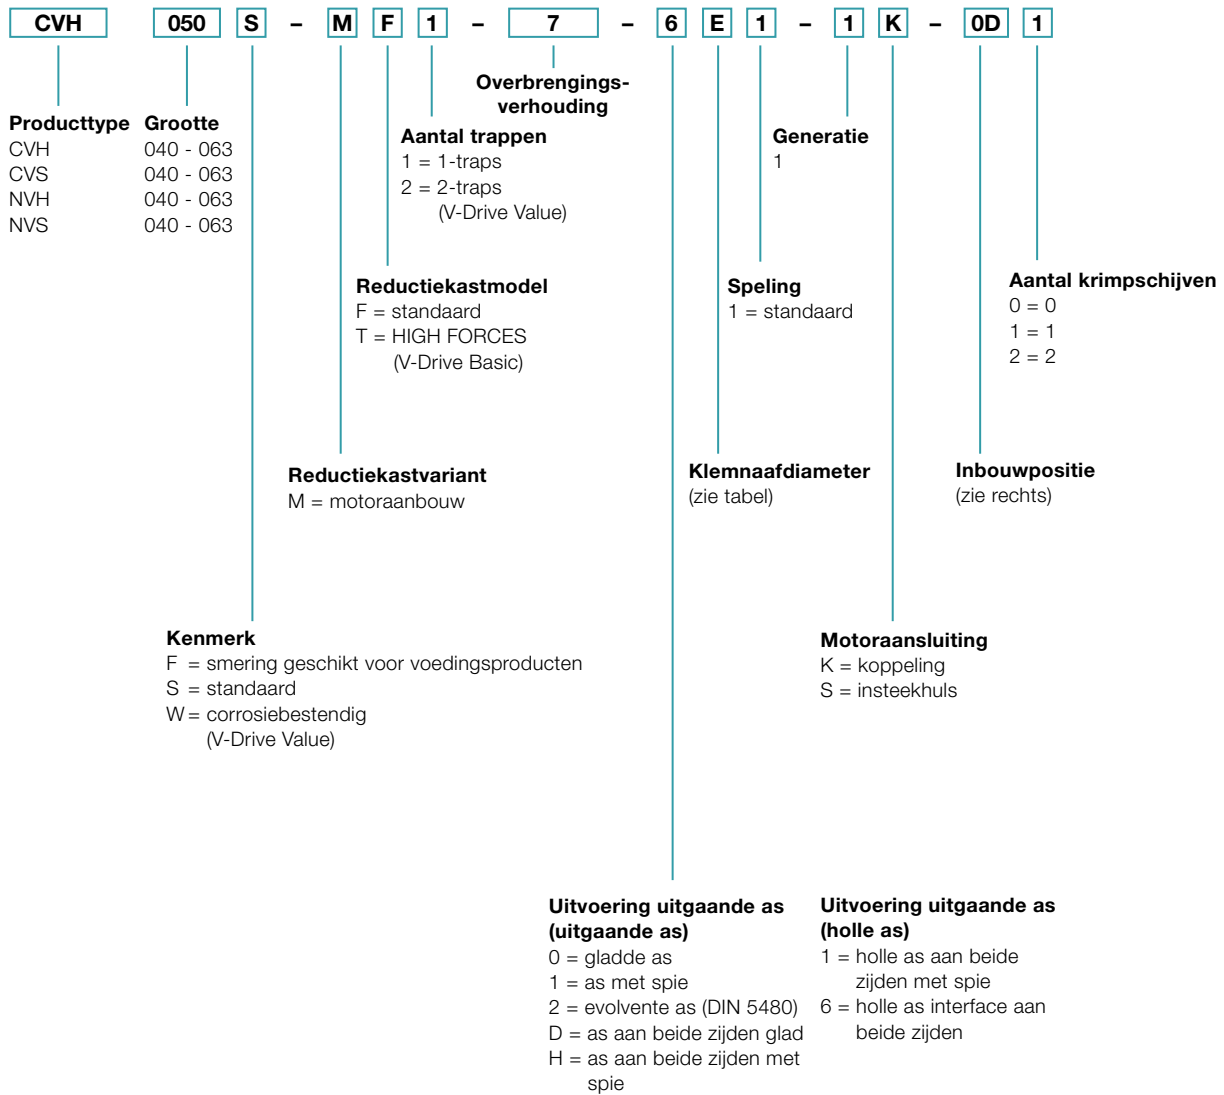 CVH 050 S – M F 1 – 7 – 6 E 1 – 1 K – 0D 1
Overbrengings-
verhouding
Producttype
CVH
CVS
NVH
NVS
Grootte
040 - 063
040 - 063
040 - 063
040 - 063
Aantal trappen
1 = 1-traps
2 = 2-traps
(V-Drive Value)
Generatie
1
Reductiekastmodel
F = standaard
T = HIGH FORCES
(V-Drive Basic)
Speling
1 = standaard
Aantal krimpschijven
0 = 0
1 = 1
2 = 2
Reductiekastvariant
M = motoraanbouw
Klemnaafdiameter
(zie tabel)
Inbouwpositie
(zie rechts)
Kenmerk
F = smering geschikt voor voedingsproducten
S = standaard
W = corrosiebestendig
(V-Drive Value)
Motoraansluiting
K = koppeling
S = insteekhuls
Uitvoering uitgaande as
(uitgaande as)
0 = gladde as
1 = as met spie
2 = evolvente as (DIN 5480)
D = as aan beide zijden glad
H = as aan beide zijden met
spie
Uitvoering uitgaande as
(holle as)
1 = holle as aan beide
zijden met spie
6 = holle as interface aan
beide zijden